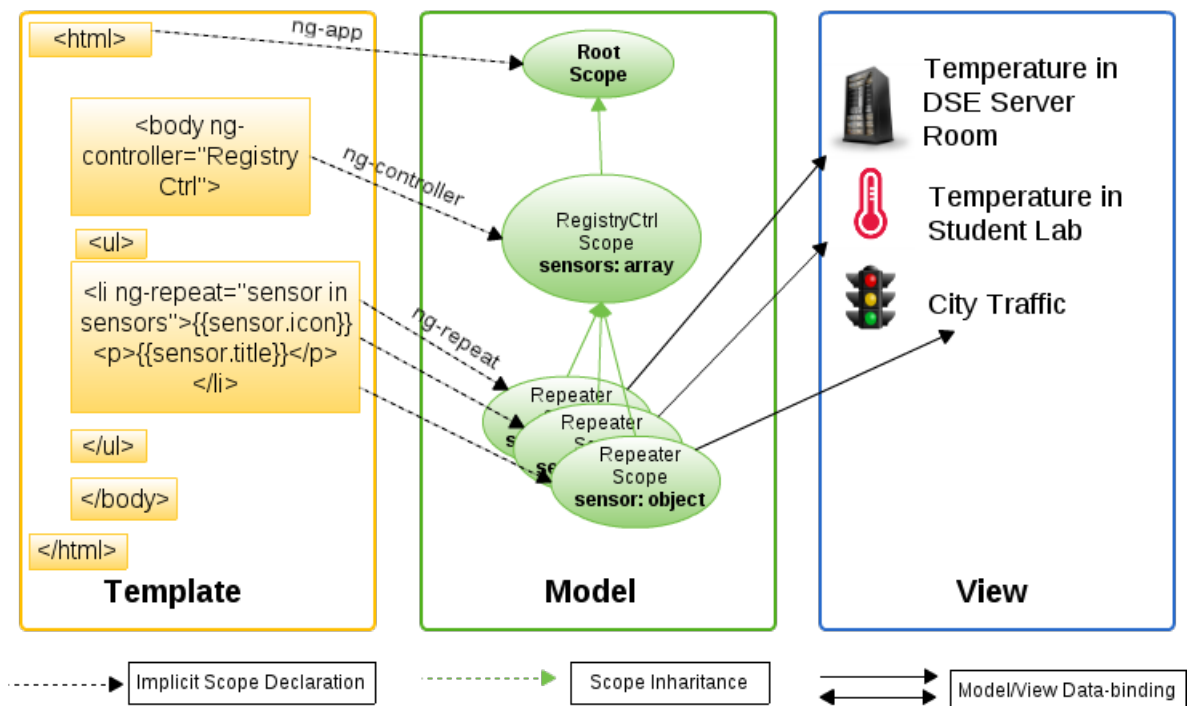 <html>
ng-app
<body ng-
controller="Registry
Ctrl">
ng-controller
<ul>
<li ng-repeat="sensor in
sensors">{{sensor.icon}}
<p>{{sensor.title}}</p>
</li>
ng-repeat
</ul>
</body>
</html>
Template
Root
Scope
RegistryCtrl
Scope
sensors: array
Repeater
Repeater
Repeater
Scope
sensor: object
Model
Temperature in
DSE Server
Room
Temperature in
Student Lab
City Traffic
View
Implicit Scope Declaration
Scope Inharitance
Model/View Data-binding